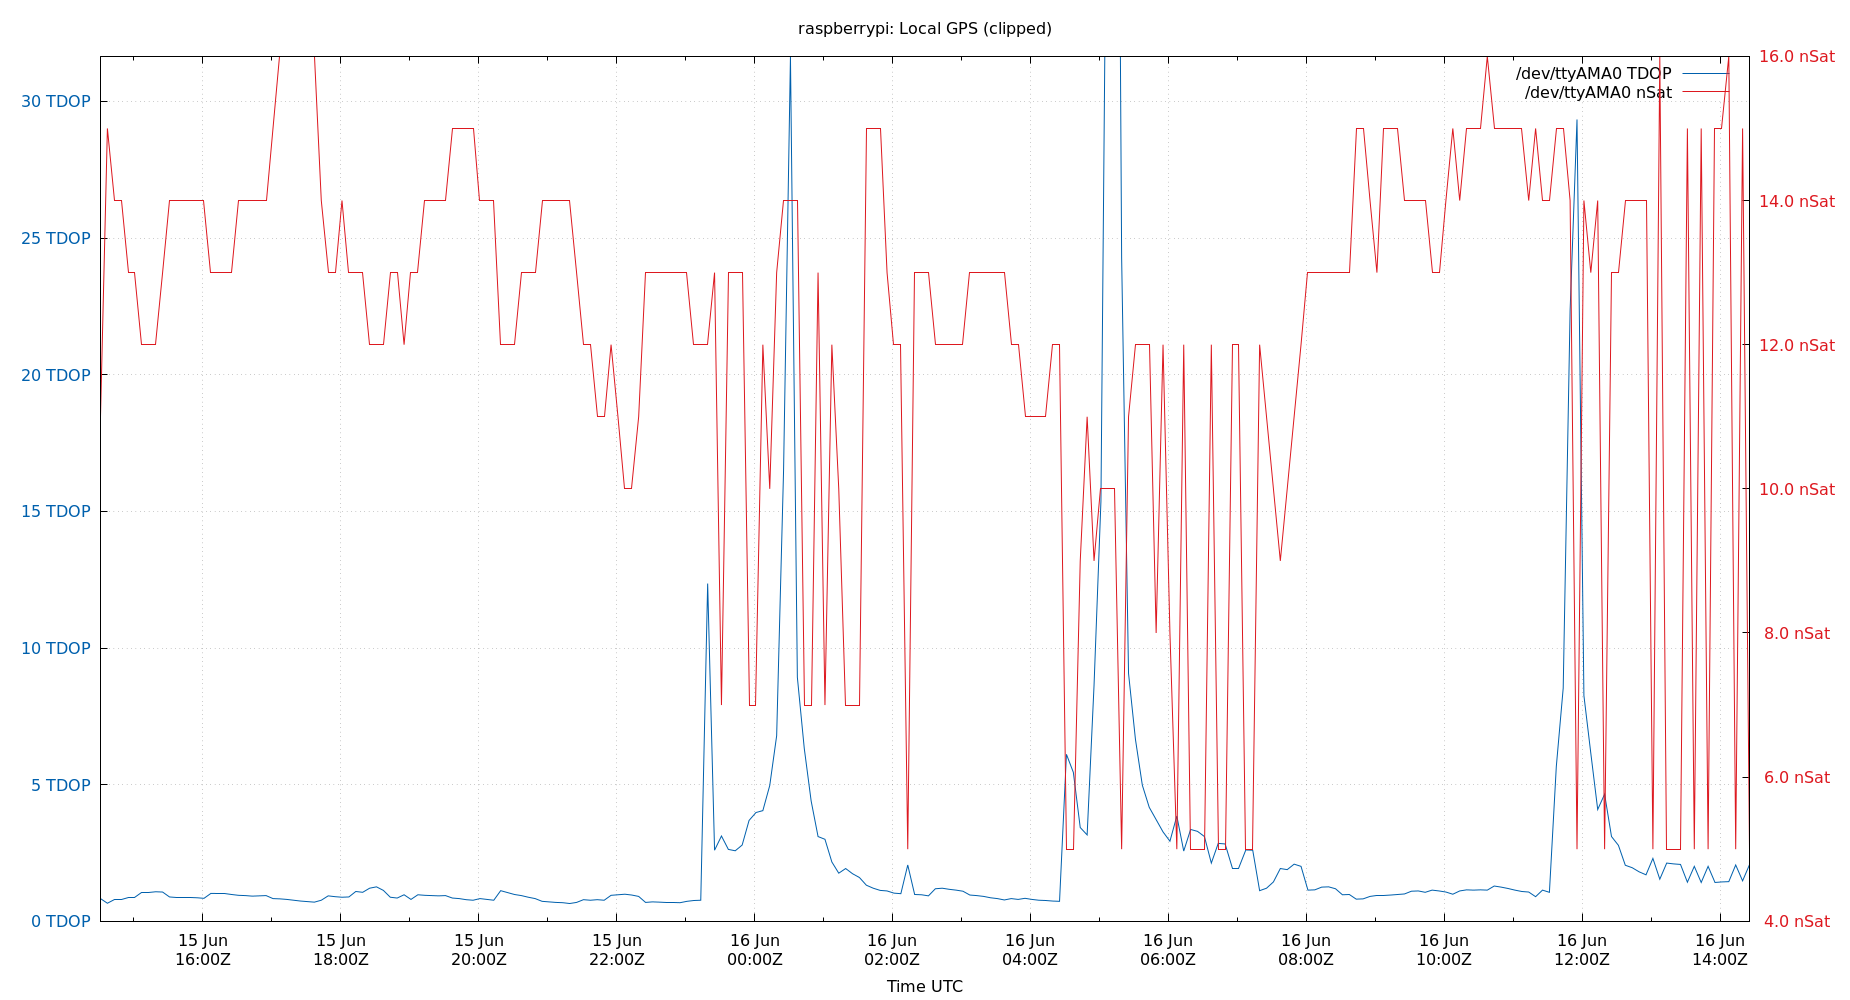 raspberrypi: Local GPS (clipped)
16.0 nSat
/dev/ttyAMA0 TDOP
/dev/ttyAMA0 nSat
30 TDOP
25 TDOP
14.0 nSat
20 TDOP
12.0 nSat
15 TDOP
10.0 nSat
10 TDOP
8.0 nSat
5 TDOP
6.0 nSat
0 TDOP
4.0 nSat
15 Jun 15 Jun 15 Jun 15 Jun 16 Jun 16 Jun 16 Jun 16 Jun 16 Jun 16 Jun 16 Jun 16 Jun
16:00Z 18:00Z 20:00Z 22:00Z 00:00Z 02:00Z 04:00Z 06:00Z 08:00Z 10:00Z 12:00Z 14:00Z
Time UTC